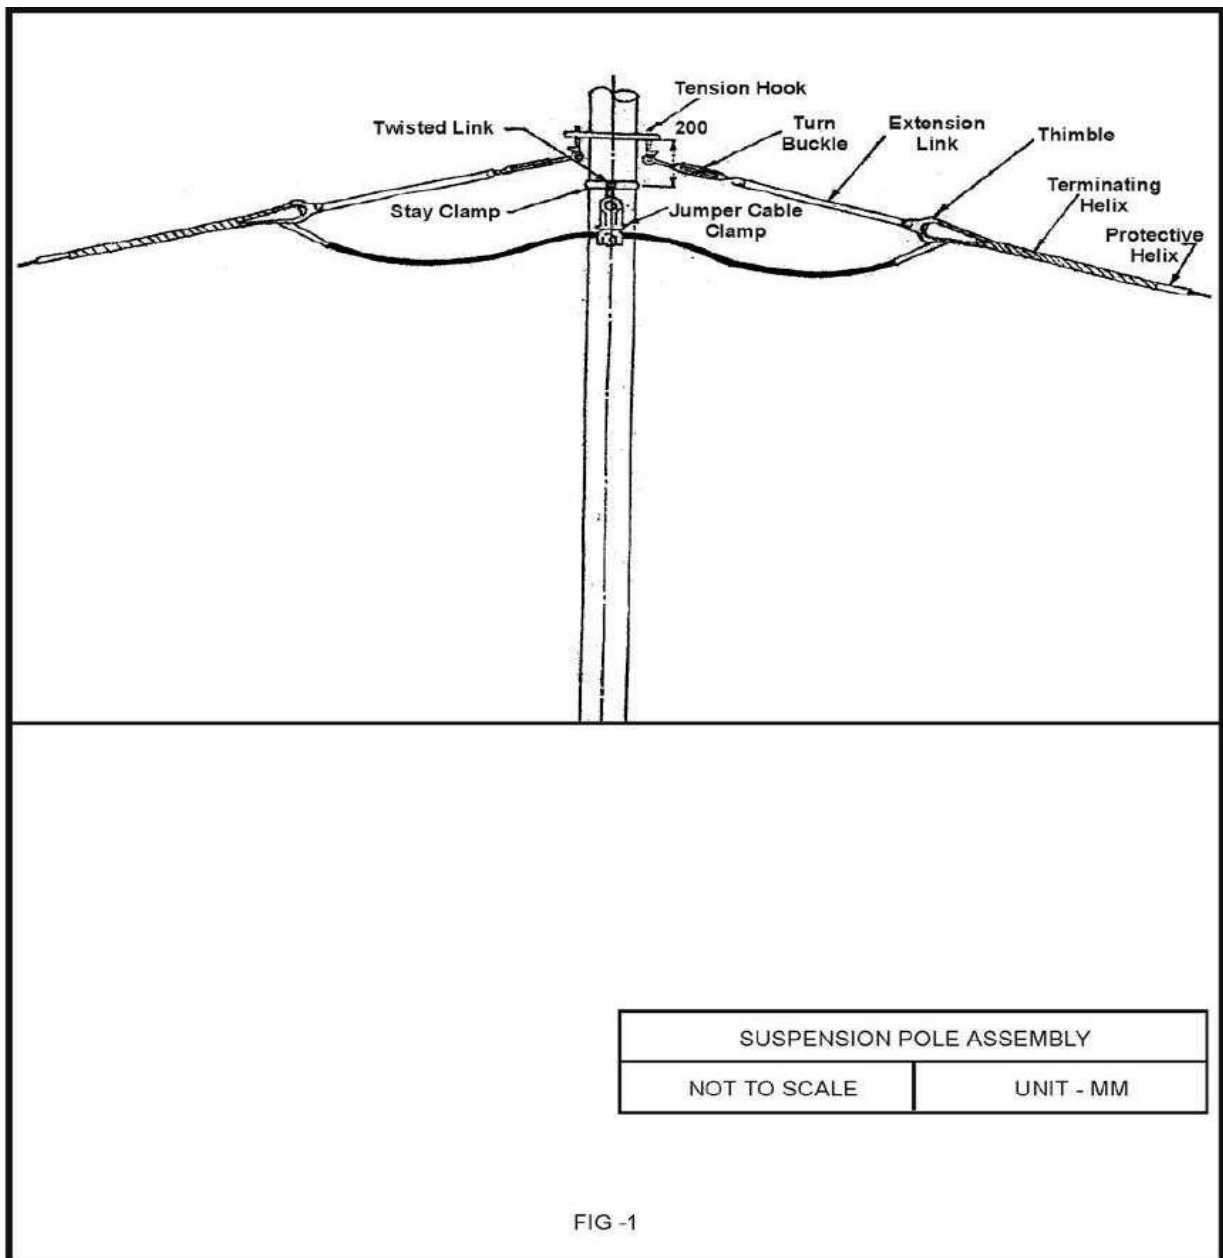 Tension Hook
Twisted Link
200
Turn
Buckle
Extension
Link
Thimble
Stay Clamp
Jumper Cable
Clamp
Terminating
Helix
Protective
Helix
SUSPENSION POLE ASSEMBLY
NOT TO SCALE
UNIT - MM
FIG -1